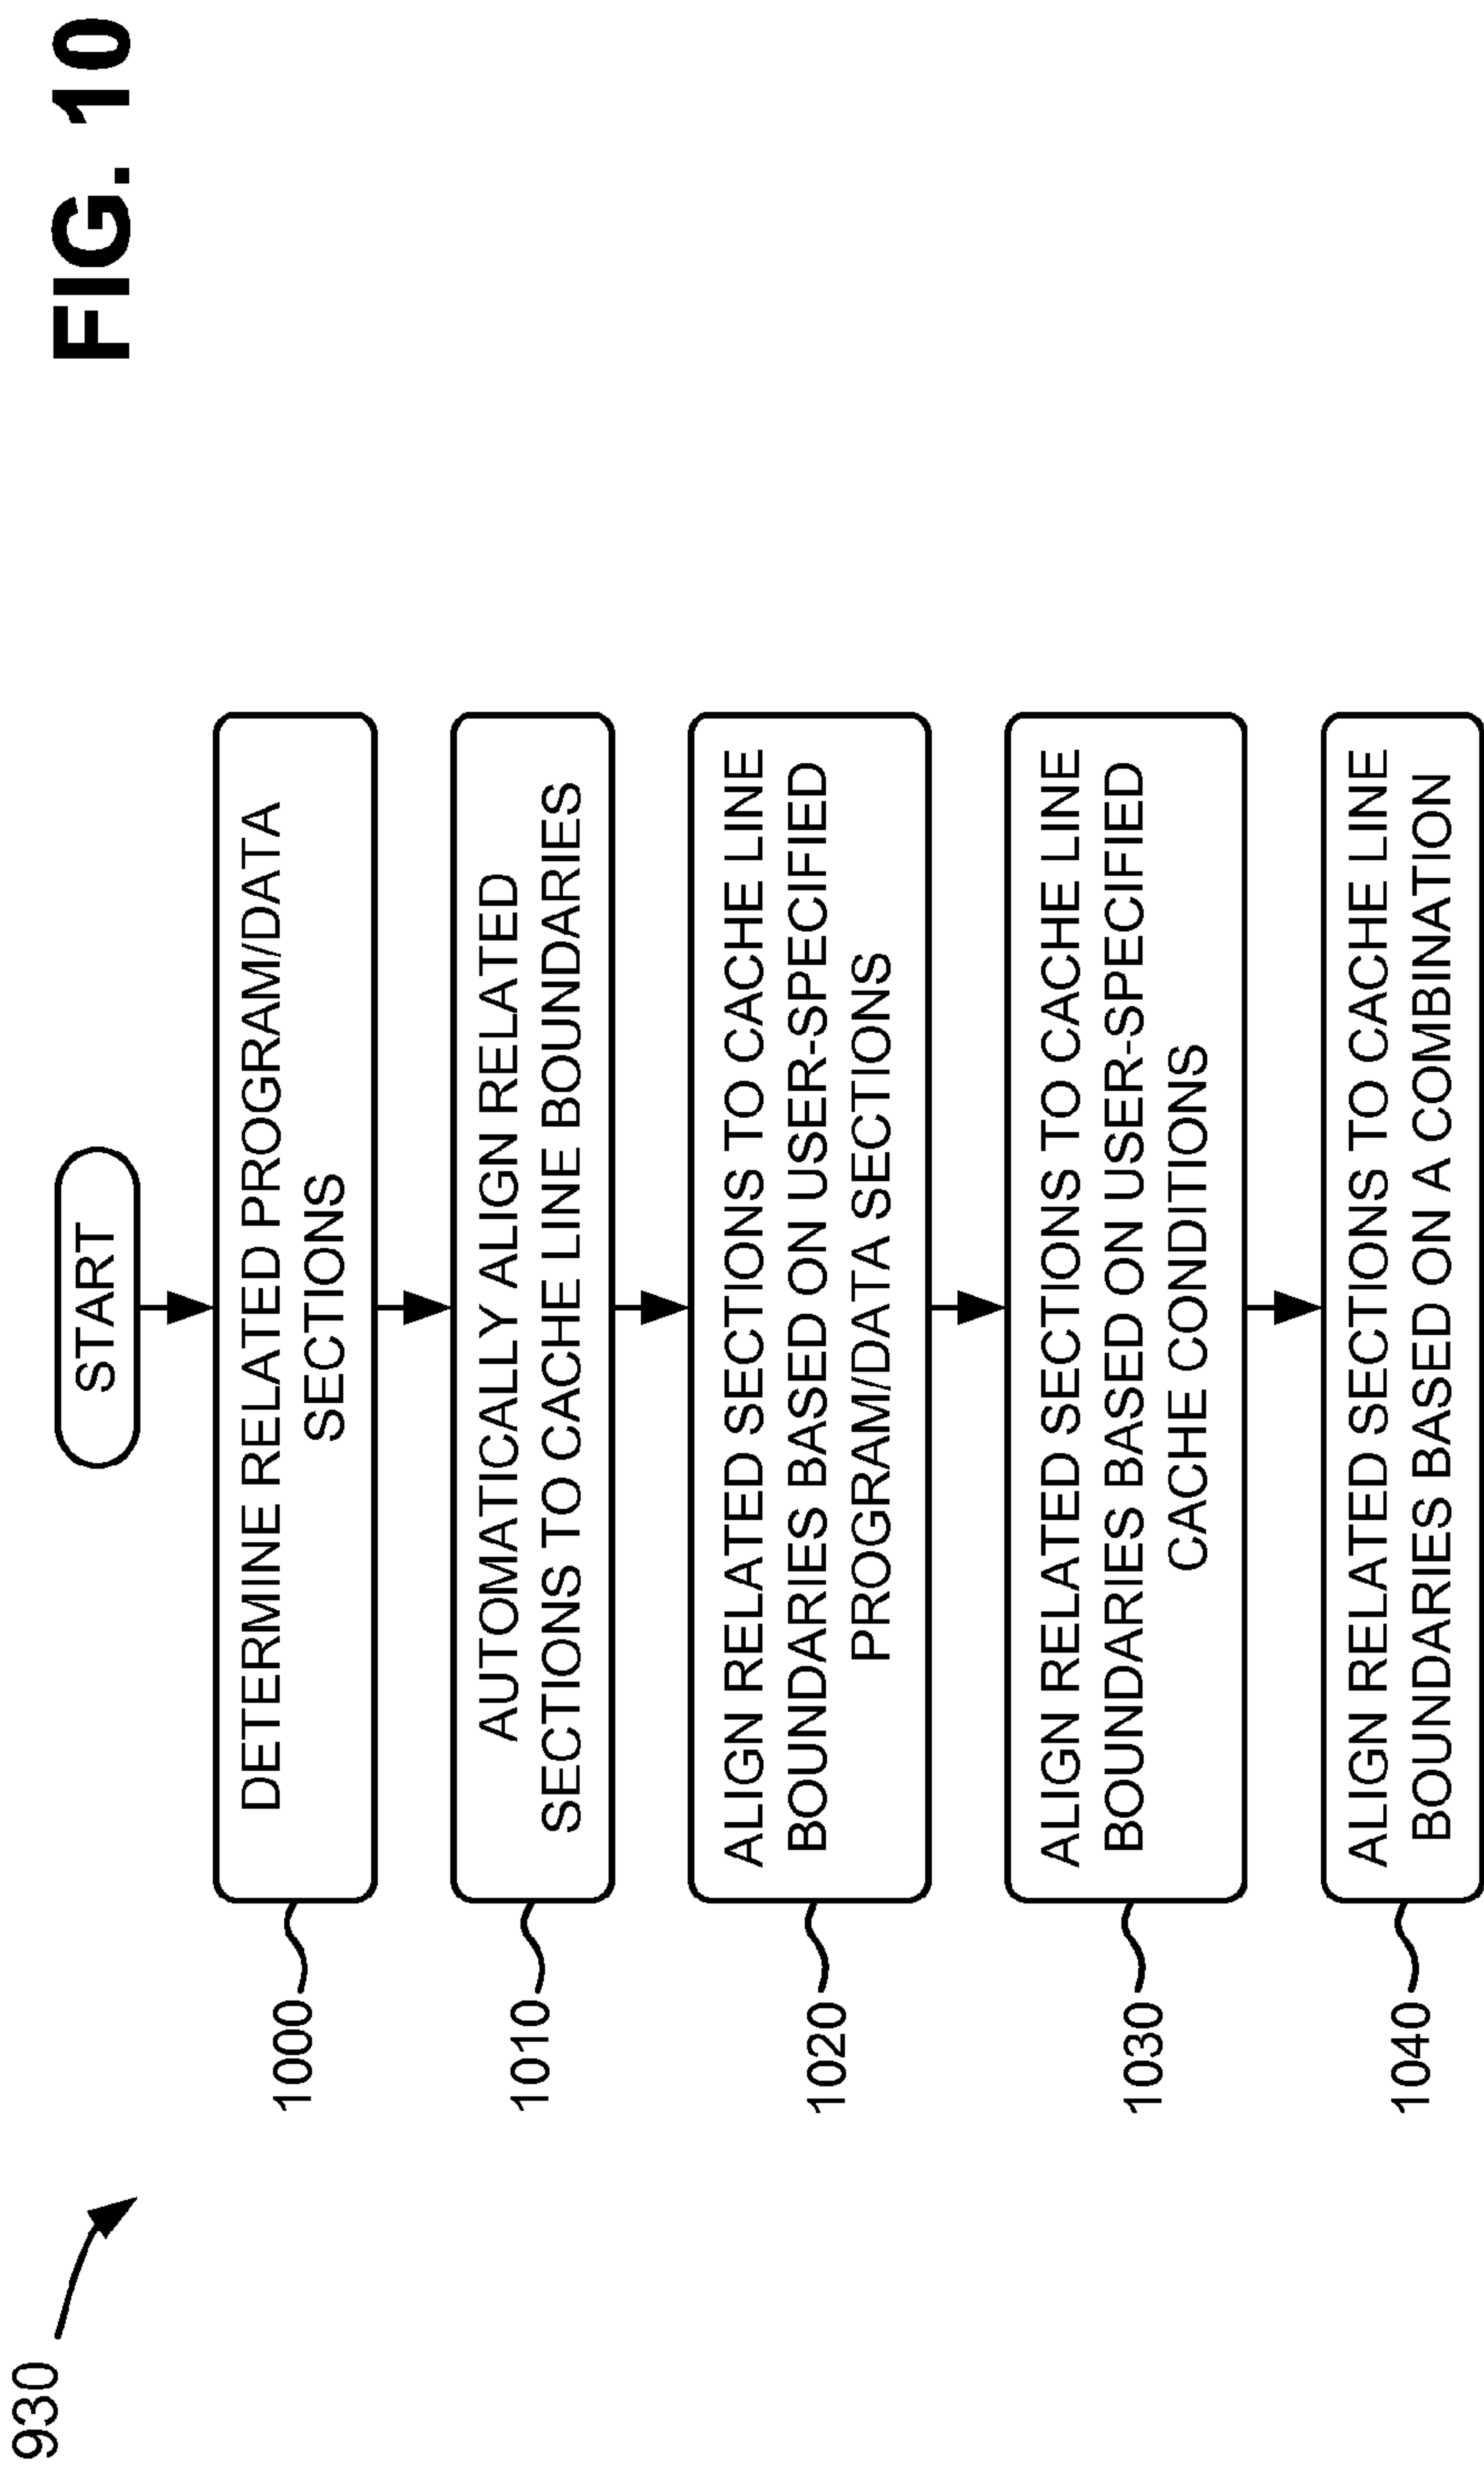 FIG. 10
930
START
1000
DETERMINE RELATED PROGRAM/DATA
SECTIONS
1010
AUTOMATICALLY ALIGN RELATED
SECTIONS TO CACHE LINE BOUNDARIES
1020
ALIGN RELATED SECTIONS TO CACHE LINE
BOUNDARIES BASED ON USER-SPECIFIED
PROGRAM/DATA SECTIONS
1030
ALIGN RELATED SECTIONS TO CACHE LINE
BOUNDARIES BASED ON USER-SPECIFIED
CACHE CONDITIONS
1040
ALIGN RELATED SECTIONS TO CACHE LINE
BOUNDARIES BASED ON A COMBINATION